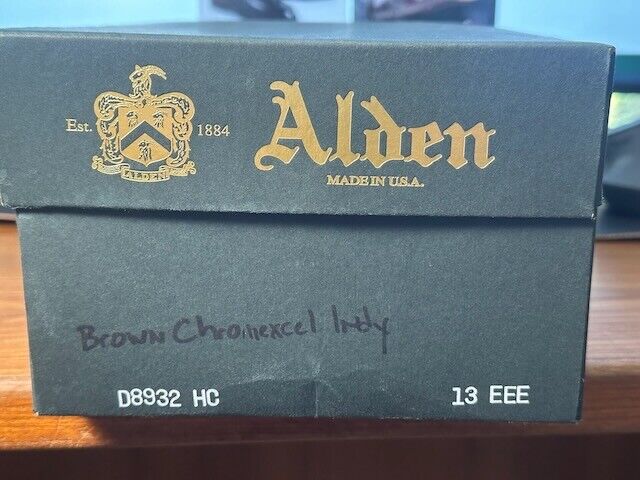 Est. 1884 Alden
ALDEN
MADE IN U.S.A.
Brown Chromexcel Indy
D8932 HC 13 EEE